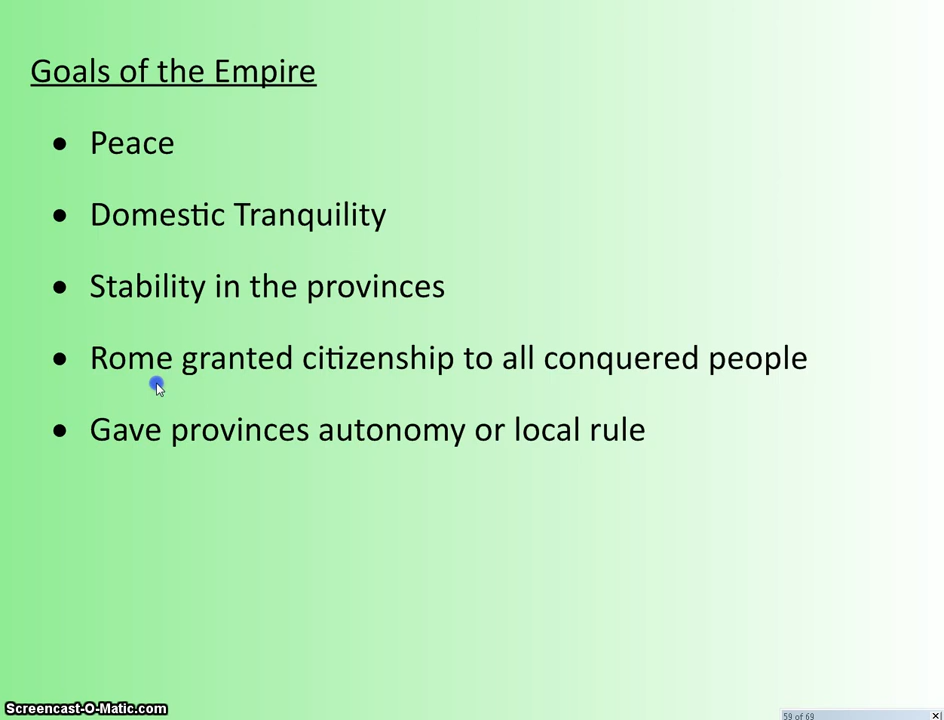 Goals of the Empire
• Peace
• Domestic Tranquility
• Stability in the provinces
• Rome granted citizenship to all conquered people
• Gave provinces autonomy or local rule
Screencast-O-Matic.com
59 of 69